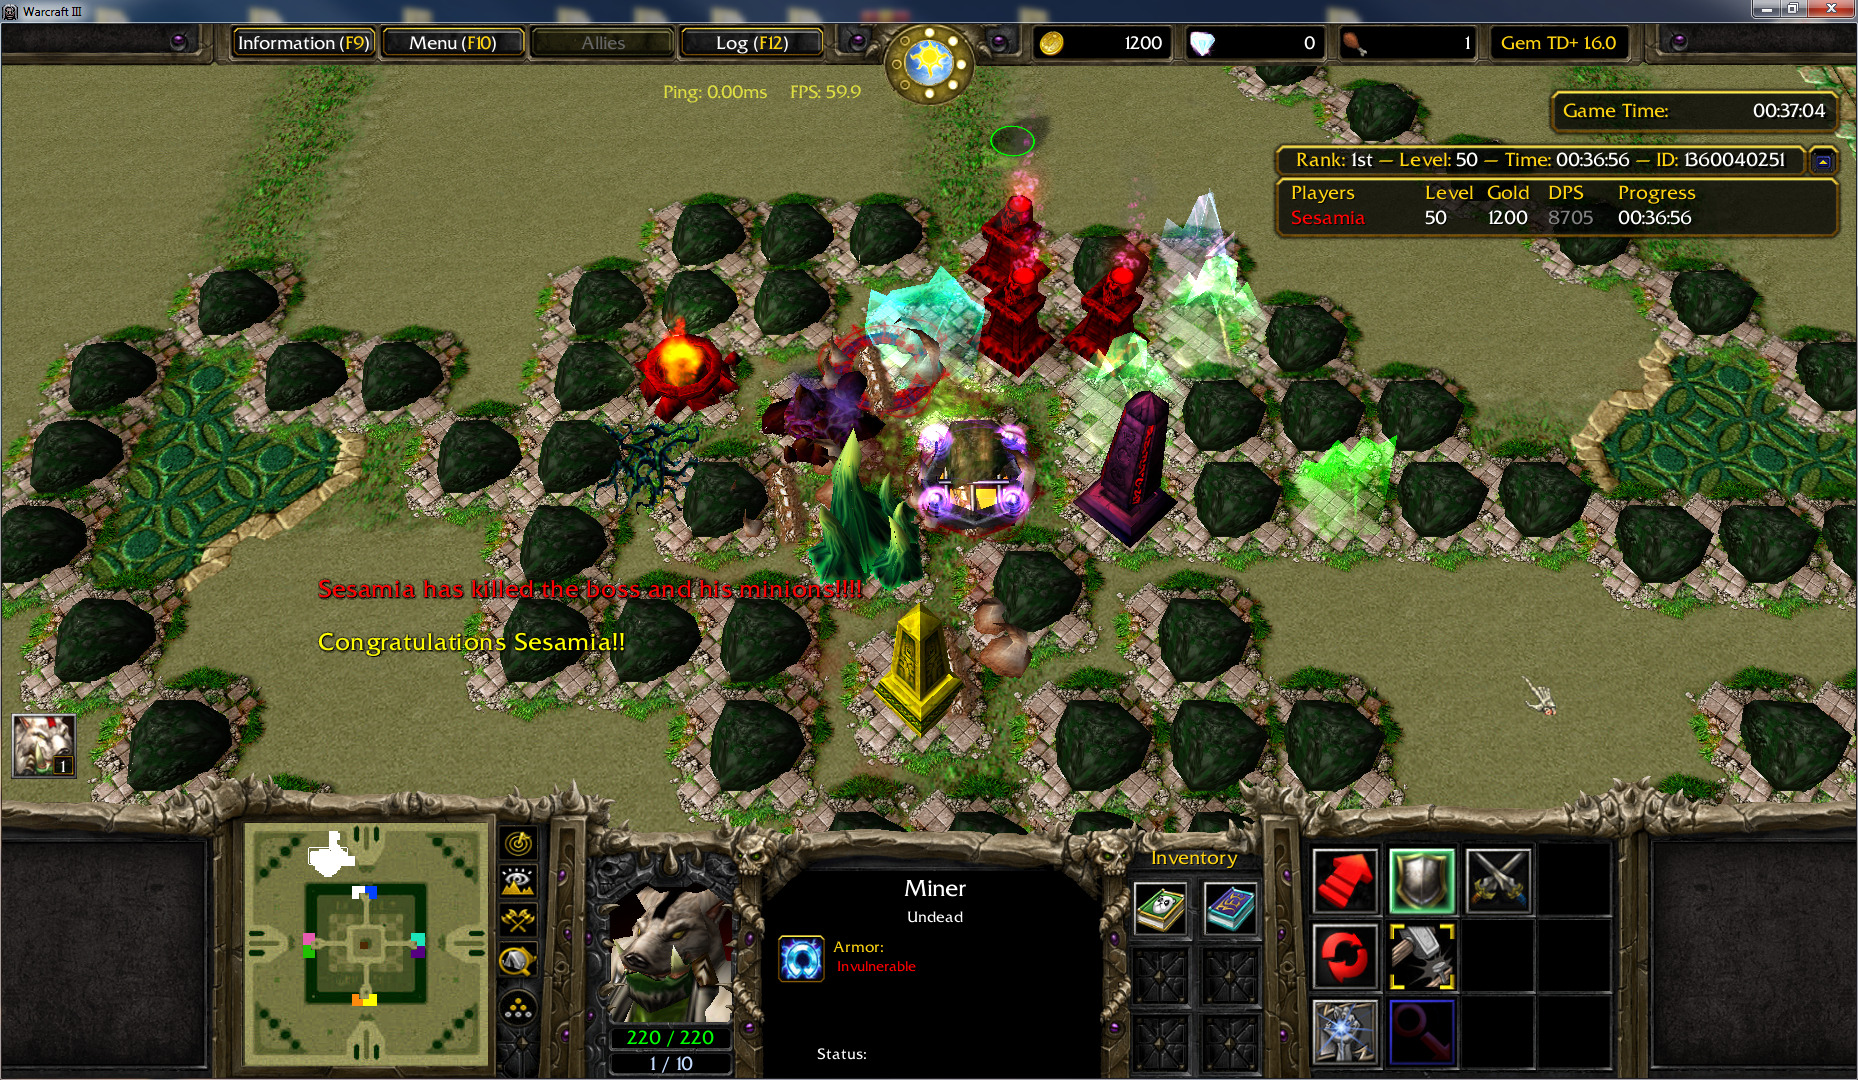 Warcraft III
Information (F9)
Menu (F10)
Allies
Log (F12)
1200
0
1
Gem TD+ 1.6.0
Ping: 0.00ms FPS: 59.9
Game Time: 00:37:04
Rank: 1st — Level: 50 — Time: 00:36:56 — ID: 1360040251
Players Level Gold DPS Progress
Sesamia 50 1200 8705 00:36:56
Sesamia has killed the boss and his minions!!!!
Congratulations Sesamia!!
1
Miner
Undead
Armor:
Invulnerable
Status:
220 / 220
1 / 10
Inventory